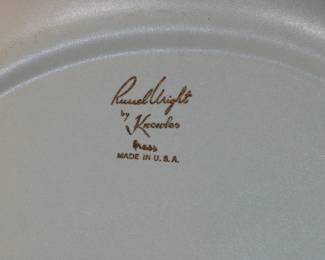 Russel Wright
by
Knowles
Grass
MADE IN U.S.A.